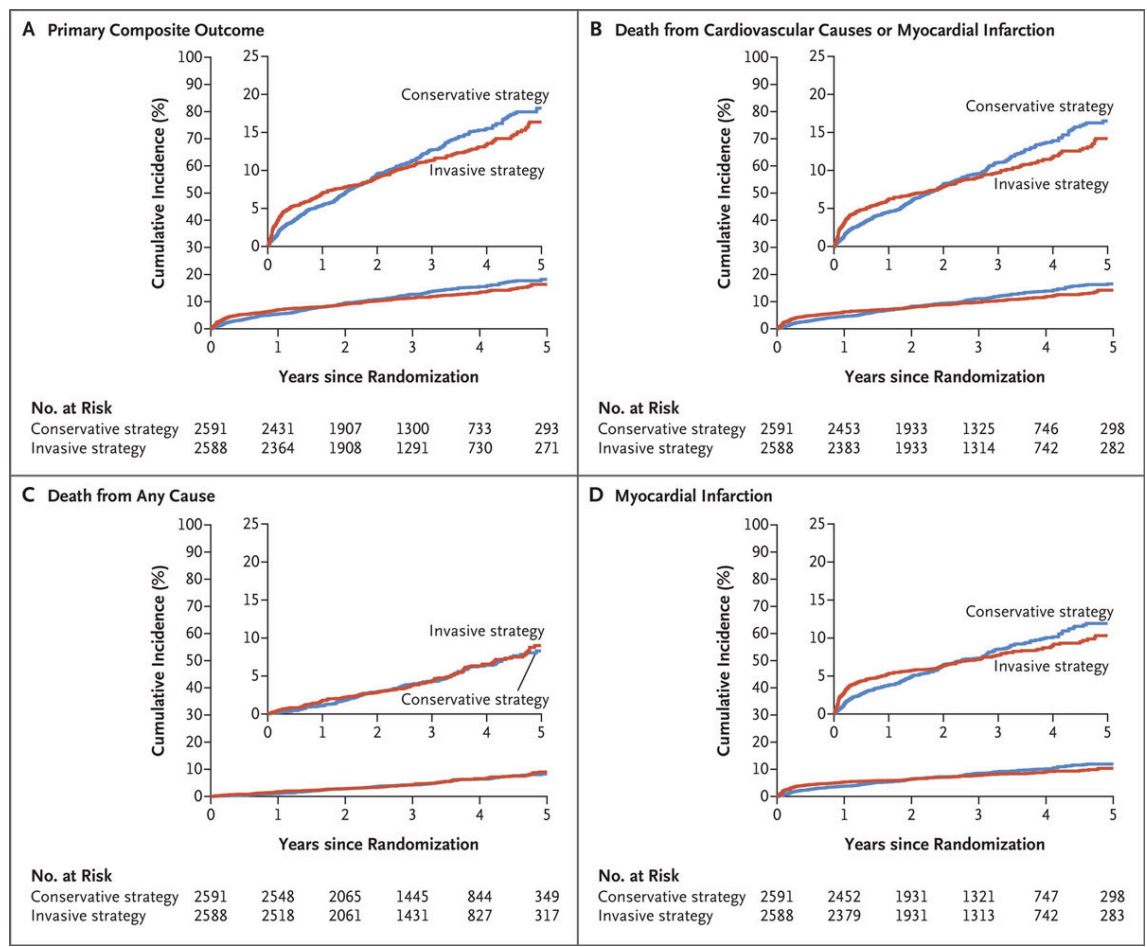 A Primary Composite Outcome
Cumulative Incidence (%)
100
90
80
70
60
50
40
30
20
10
0
25
20
15
10
5
0
Conservative strategy
Invasive strategy
0 1 2 3 4 5
0 1 2 3 4 5
Years since Randomization
No. at Risk
Conservative strategy 2591 2431 1907 1300 733 293
Invasive strategy 2588 2364 1908 1291 730 271
B Death from Cardiovascular Causes or Myocardial Infarction
Cumulative Incidence (%)
100
90
80
70
60
50
40
30
20
10
0
25
20
15
10
5
0
Conservative strategy
Invasive strategy
0 1 2 3 4 5
0 1 2 3 4 5
Years since Randomization
No. at Risk
Conservative strategy 2591 2453 1933 1325 746 298
Invasive strategy 2588 2383 1933 1314 742 282
C Death from Any Cause
Cumulative Incidence (%)
100
90
80
70
60
50
40
30
20
10
0
25
20
15
10
5
0
Invasive strategy
Conservative strategy
0 1 2 3 4 5
0 1 2 3 4 5
Years since Randomization
No. at Risk
Conservative strategy 2591 2548 2065 1445 844 349
Invasive strategy 2588 2518 2061 1431 827 317
D Myocardial Infarction
Cumulative Incidence (%)
100
90
80
70
60
50
40
30
20
10
0
25
20
15
10
5
0
Conservative strategy
Invasive strategy
0 1 2 3 4 5
0 1 2 3 4 5
Years since Randomization
No. at Risk
Conservative strategy 2591 2452 1931 1321 747 298
Invasive strategy 2588 2379 1931 1313 742 283